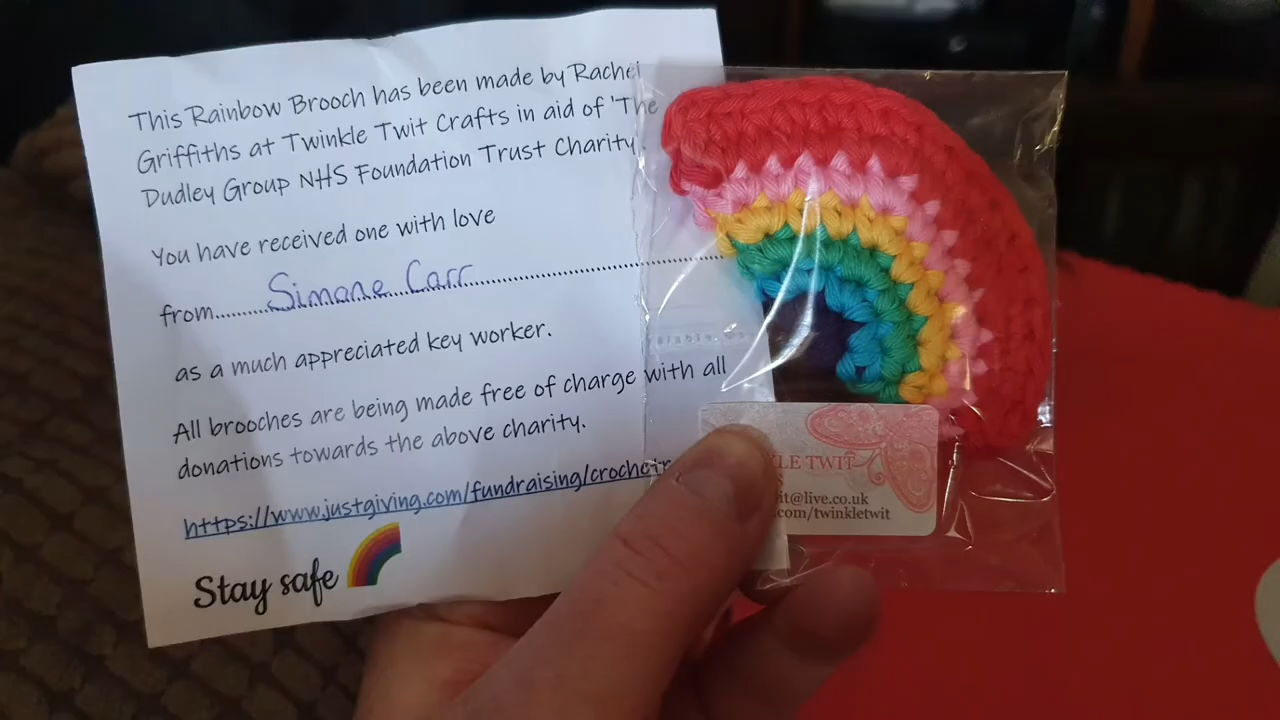 This Rainbow Brooch has been made by Rachel
Griffiths at Twinkle Twit Crafts in aid of 'The
Dudley Group NHS Foundation Trust Charity.
You have received one with love
from.......Simone Carr.......
as a much appreciated key worker.
All brooches are being made free of charge with all
donations towards the above charity.
https://www.justgiving.com/fundraising/crochetr
Stay safe
LE TWIT
S
it@live.co.uk
.com/twinkletwit